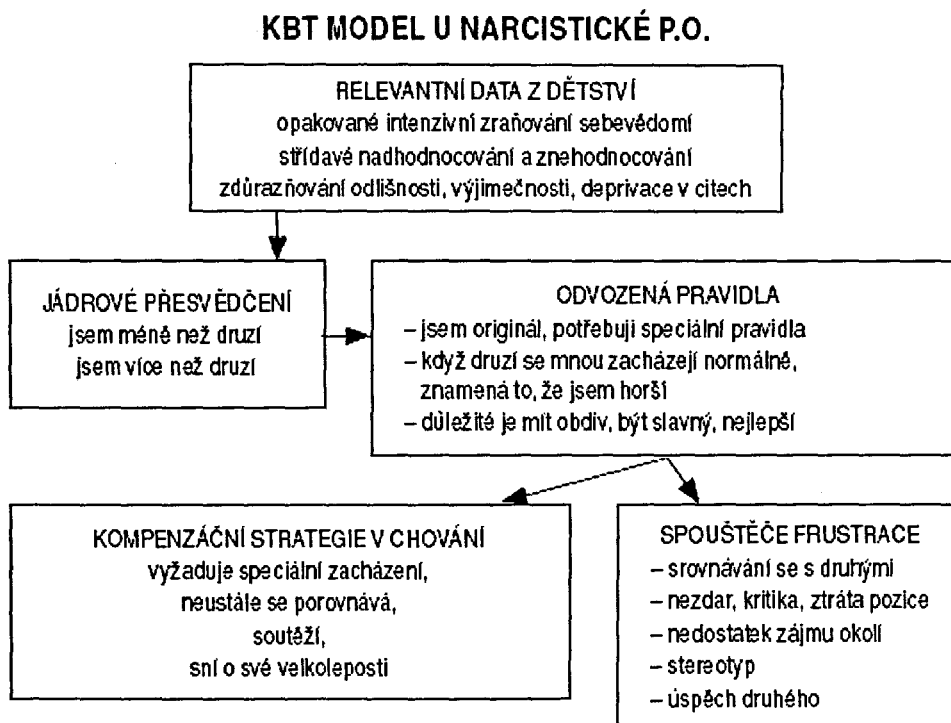 KBT MODEL U NARCISTICKÉ P.O.
RELEVANTNÍ DATA Z DĚTSTVÍ
opakované intenzivní zraňování sebevědomí
střídavé nadhodnocování a znehodnocování
zdůrazňování odlišnosti, výjimečnosti, deprivace v citech
JÁDROVÉ PŘESVĚDČENÍ
jsem méně než druzí
jsem více než druzí
ODVOZENÁ PRAVIDLA
– jsem originál, potřebuji speciální pravidla
– když druzí se mnou zacházejí normálně,
znamená to, že jsem horší
– důležité je mít obdiv, být slavný, nejlepší
KOMPENZÁČNÍ STRATEGIE V CHOVÁNÍ
vyžaduje speciální zacházení,
neustále se porovnává,
soutěží,
sní o své velkoleposti
SPOUŠTĚČE FRUSTRACE
– srovnávání se s druhými
– nezdar, kritika, ztráta pozice
– nedostatek zájmu okolí
– stereotyp
– úspěch druhého